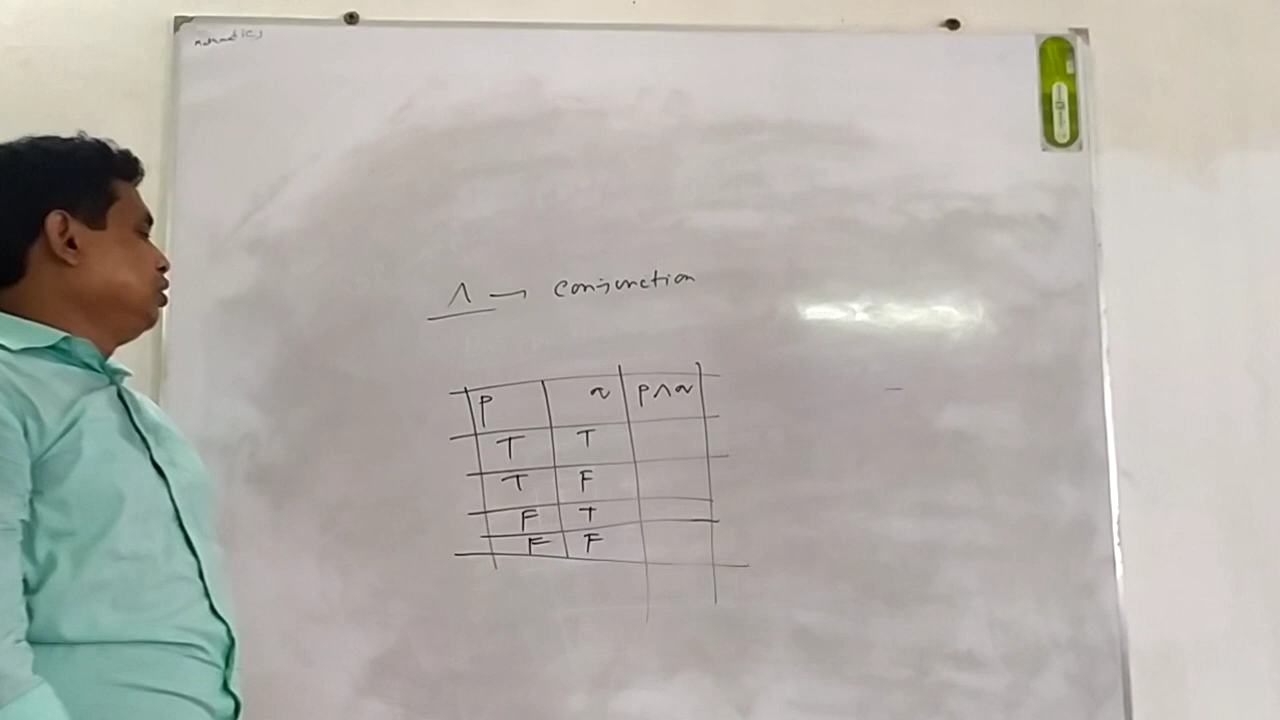 ∧ → conjunction
p q p∧q
T T
T F
F T
F F